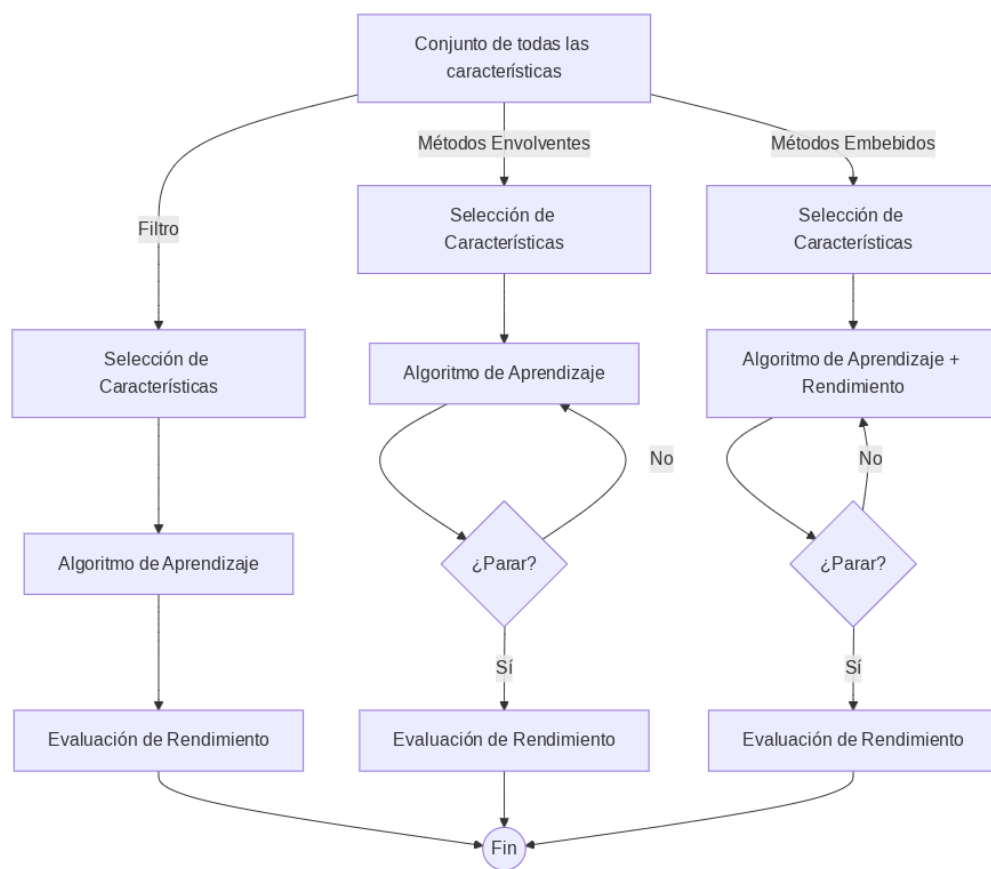 Conjunto de todas las
características
Métodos Envolventes
Métodos Embebidos
Filtro
Selección de
Características
Selección de
Características
Selección de
Características
Algoritmo de Aprendizaje
Algoritmo de Aprendizaje +
Rendimiento
No
No
Algoritmo de Aprendizaje
¿Parar?
¿Parar?
Sí
Sí
Evaluación de Rendimiento
Evaluación de Rendimiento
Evaluación de Rendimiento
Fin